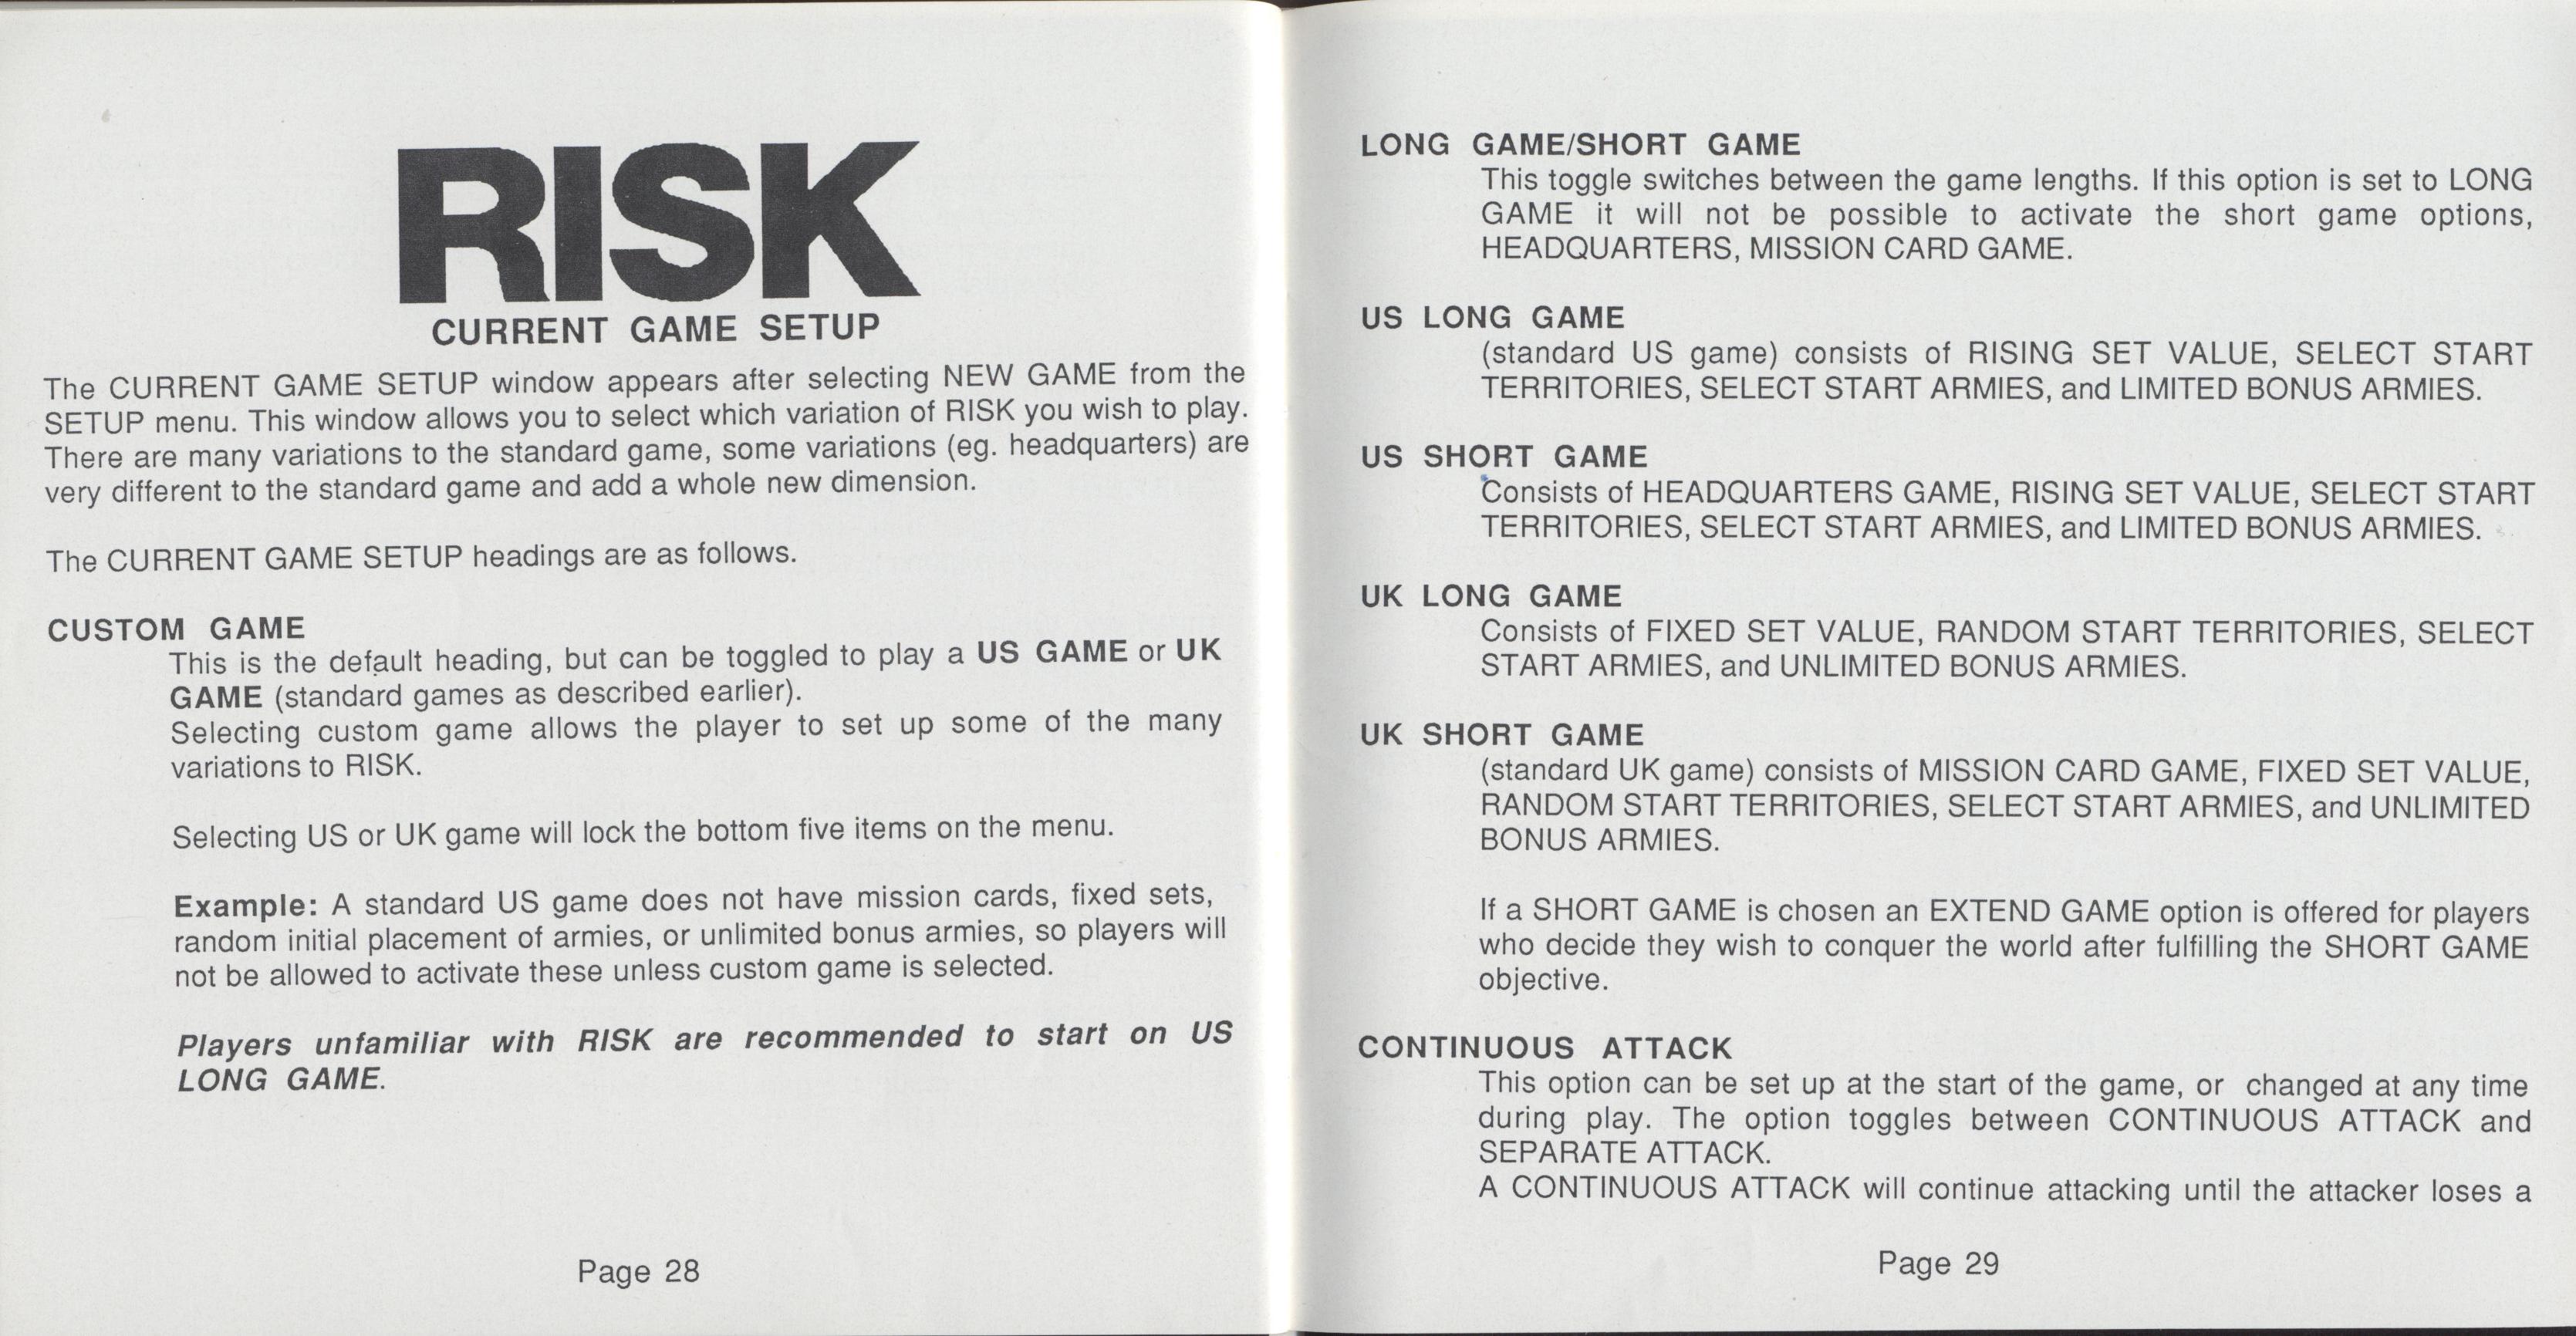 RISK
CURRENT GAME SETUP
The CURRENT GAME SETUP window appears after selecting NEW GAME from the
SETUP menu. This window allows you to select which variation of RISK you wish to play.
There are many variations to the standard game, some variations (eg. headquarters) are
very different to the standard game and add a whole new dimension.
The CURRENT GAME SETUP headings are as follows.
CUSTOM GAME
This is the default heading, but can be toggled to play a US GAME or UK
GAME (standard games as described earlier).
Selecting custom game allows the player to set up some of the many
variations to RISK.
Selecting US or UK game will lock the bottom five items on the menu.
Example: A standard US game does not have mission cards, fixed sets,
random initial placement of armies, or unlimited bonus armies, so players will
not be allowed to activate these unless custom game is selected.
Players unfamiliar with RISK are recommended to start on US
LONG GAME.
Page 28
LONG GAME/SHORT GAME
This toggle switches between the game lengths. If this option is set to LONG
GAME it will not be possible to activate the short game options,
HEADQUARTERS, MISSION CARD GAME.
US LONG GAME
(standard US game) consists of RISING SET VALUE, SELECT START
TERRITORIES, SELECT START ARMIES, and LIMITED BONUS ARMIES.
US SHORT GAME
Consists of HEADQUARTERS GAME, RISING SET VALUE, SELECT START
TERRITORIES, SELECT START ARMIES, and LIMITED BONUS ARMIES.
UK LONG GAME
Consists of FIXED SET VALUE, RANDOM START TERRITORIES, SELECT
START ARMIES, and UNLIMITED BONUS ARMIES.
UK SHORT GAME
(standard UK game) consists of MISSION CARD GAME, FIXED SET VALUE,
RANDOM START TERRITORIES, SELECT START ARMIES, and UNLIMITED
BONUS ARMIES.
If a SHORT GAME is chosen an EXTEND GAME option is offered for players
who decide they wish to conquer the world after fulfilling the SHORT GAME
objective.
CONTINUOUS ATTACK
This option can be set up at the start of the game, or changed at any time
during play. The option toggles between CONTINUOUS ATTACK and
SEPARATE ATTACK.
A CONTINUOUS ATTACK will continue attacking until the attacker loses a
Page 29